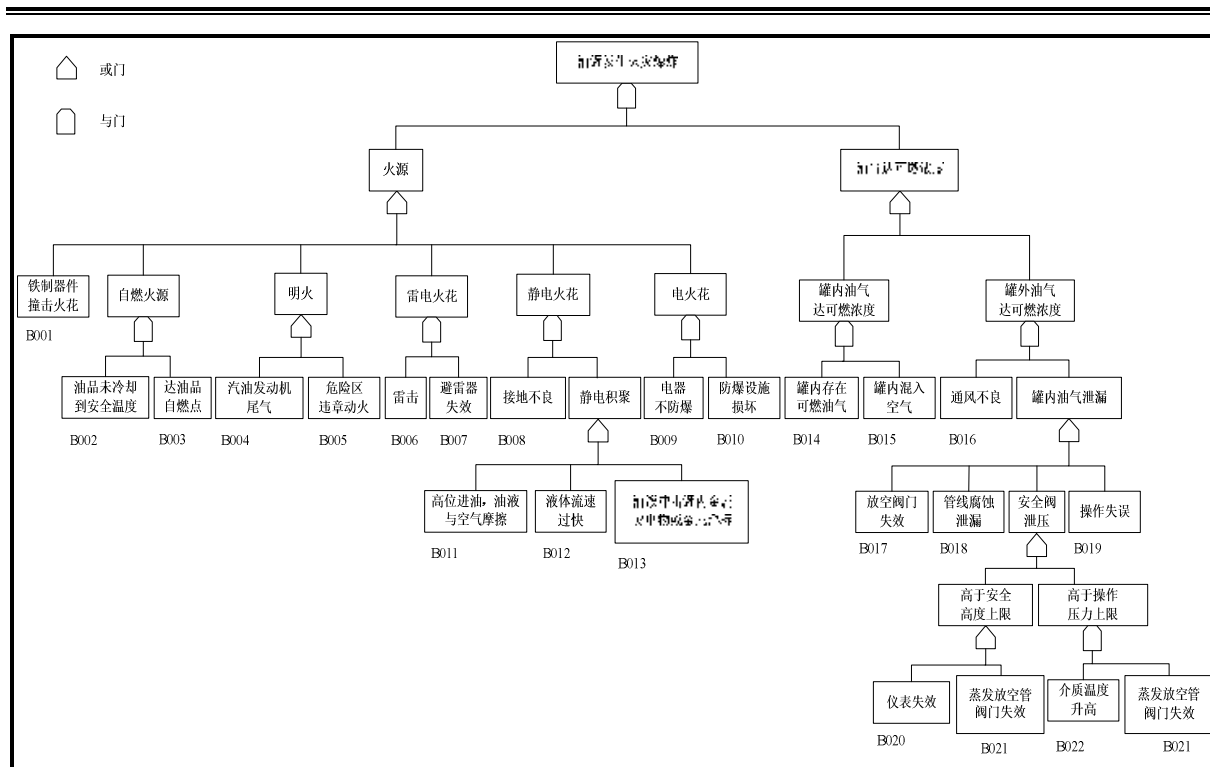 或门
与门
火源
铁制器件
撞击火花
B001
自燃火源
明火
雷电火花
静电火花
电火花
罐内油气
达可燃浓度
罐外油气
达可燃浓度
油品未冷却
到安全温度
B002
达油品
自燃点
B003
汽油发动机
尾气
B004
危险区
违章动火
B005
雷击
B006
避雷器
失效
B007
接地不良
B008
静电积聚
电器
不防爆
B009
防爆设施
损坏
B010
罐内存在
可燃油气
B014
罐内混入
空气
B015
通风不良
B016
罐内油气泄漏
高位进油，油液
与空气摩擦
B011
液体流速
过快
B012
B013
放空阀门
失效
B017
管线腐蚀
泄漏
B018
安全阀
泄压
操作失误
B019
高于安全
高度上限
高于操作
压力上限
仪表失效
B020
蒸发放空管
阀门失效
B021
介质温度
升高
B022
蒸发放空管
阀门失效
B021